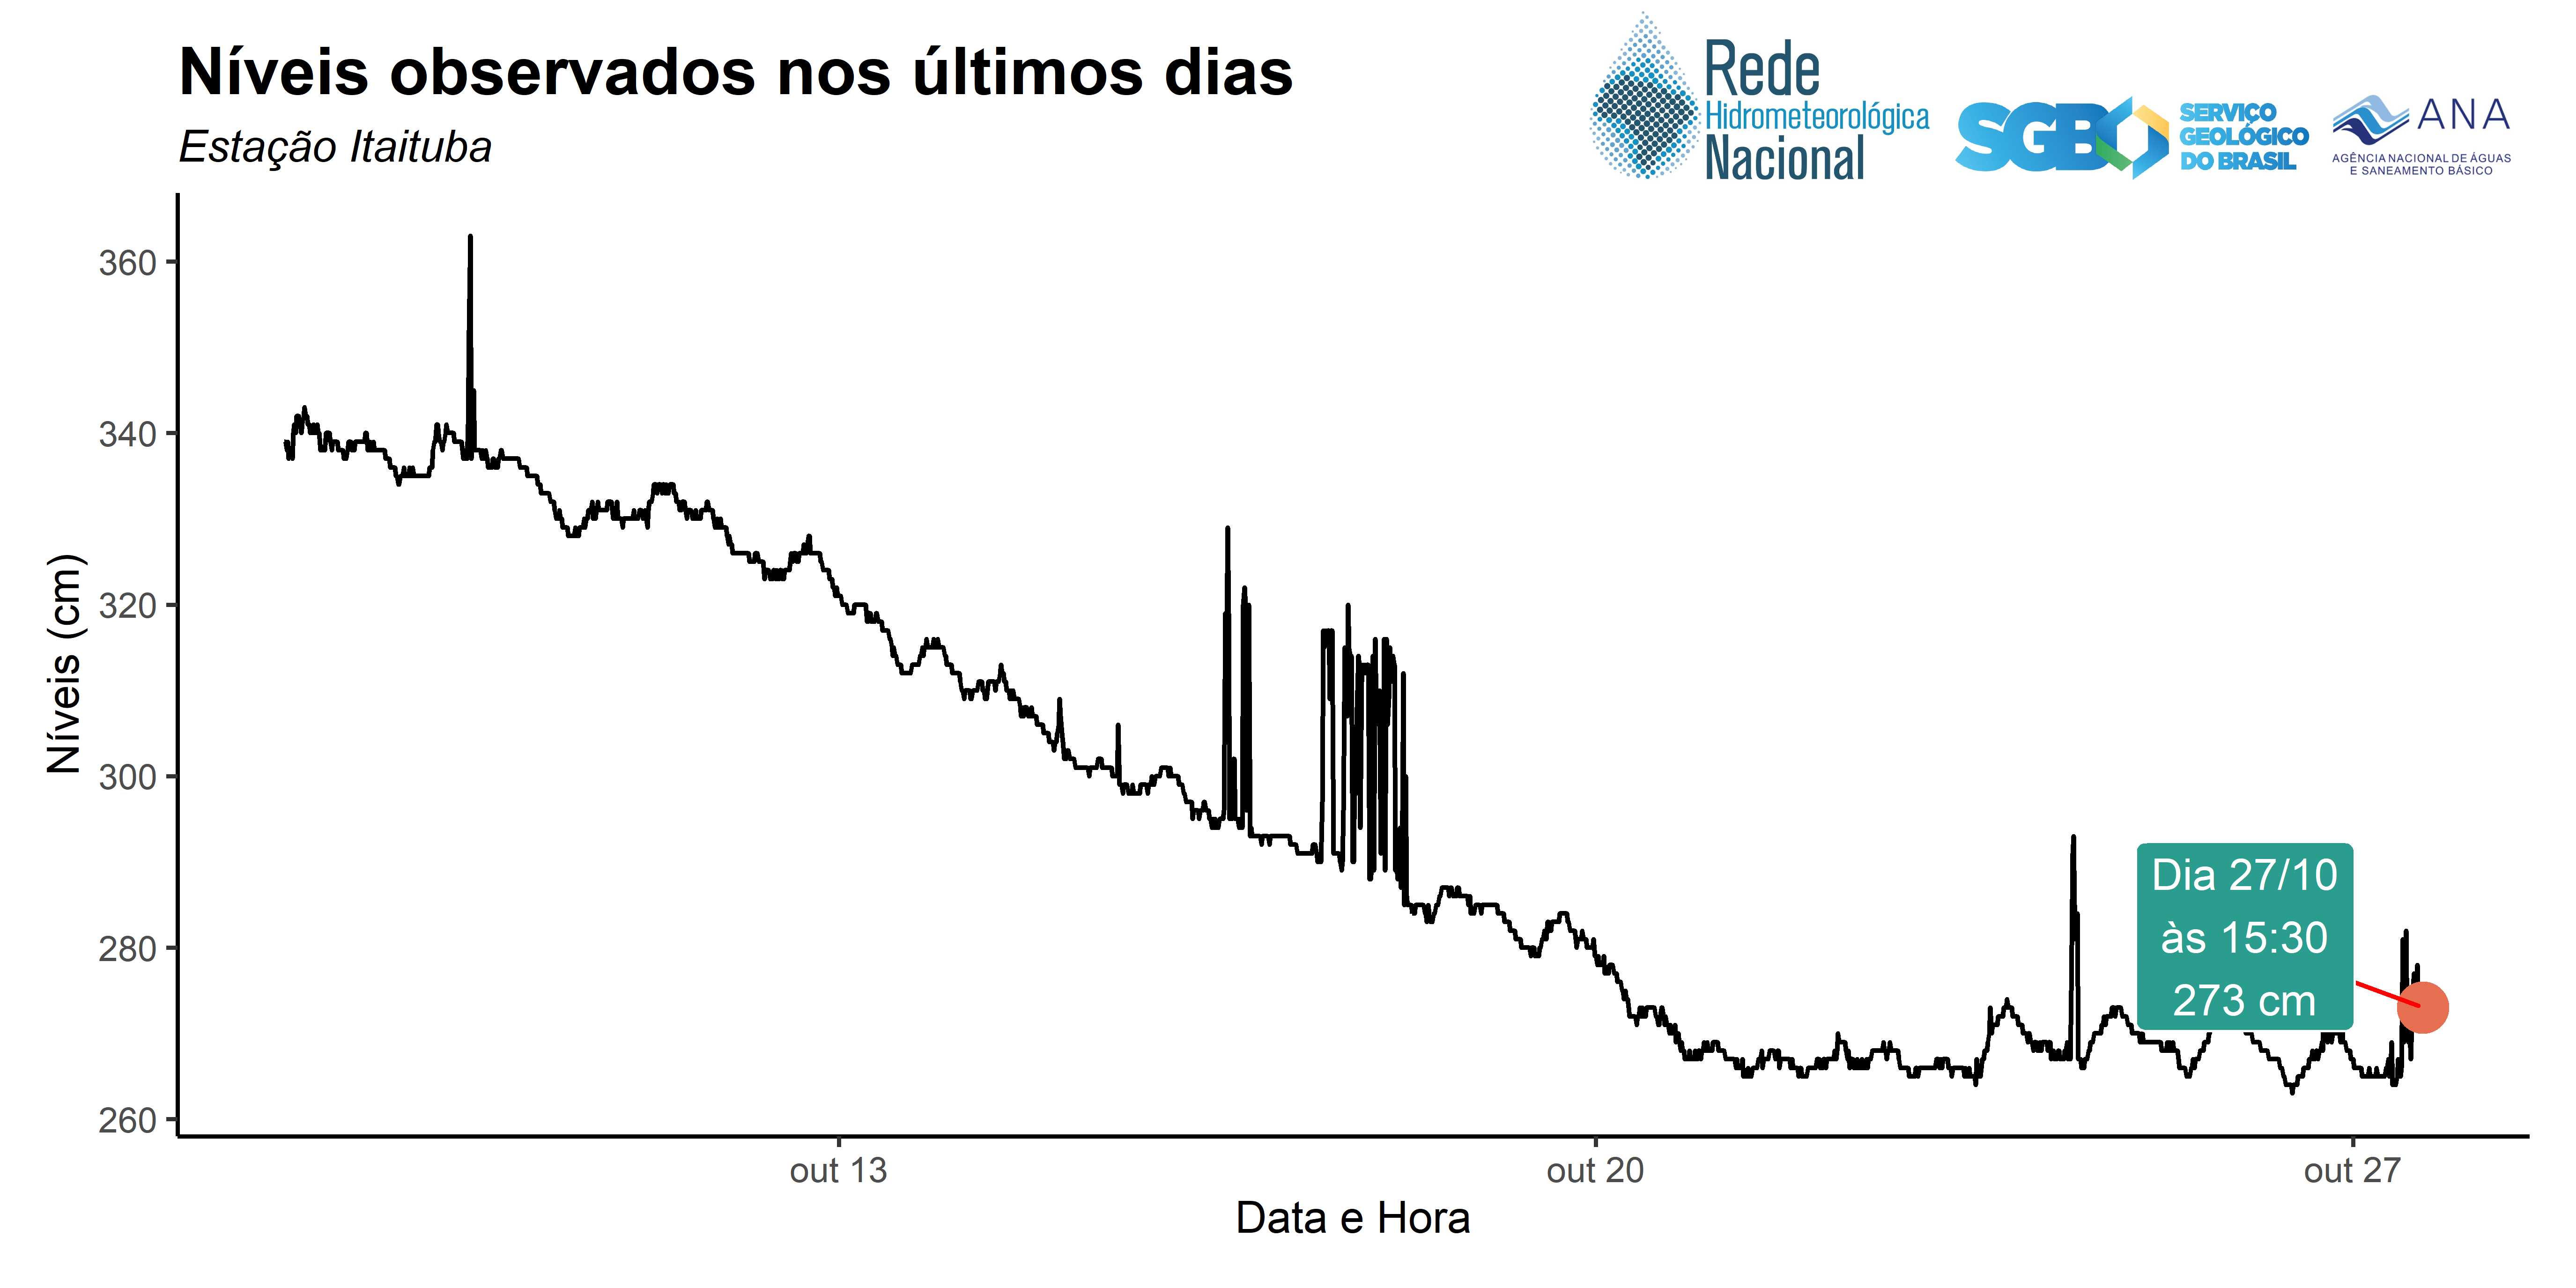 Níveis observados nos últimos dias
Estação Itaituba
Rede
Hidrometeorológica
Nacional
SGB
SERVIÇO
GEOLÓGICO
DO BRASIL
ANA
AGÊNCIA NACIONAL DE ÁGUAS
E SANEAMENTO BÁSICO
Níveis (cm)
360
340
320
300
280
260
Dia 27/10
às 15:30
273 cm
out 13
out 20
out 27
Data e Hora